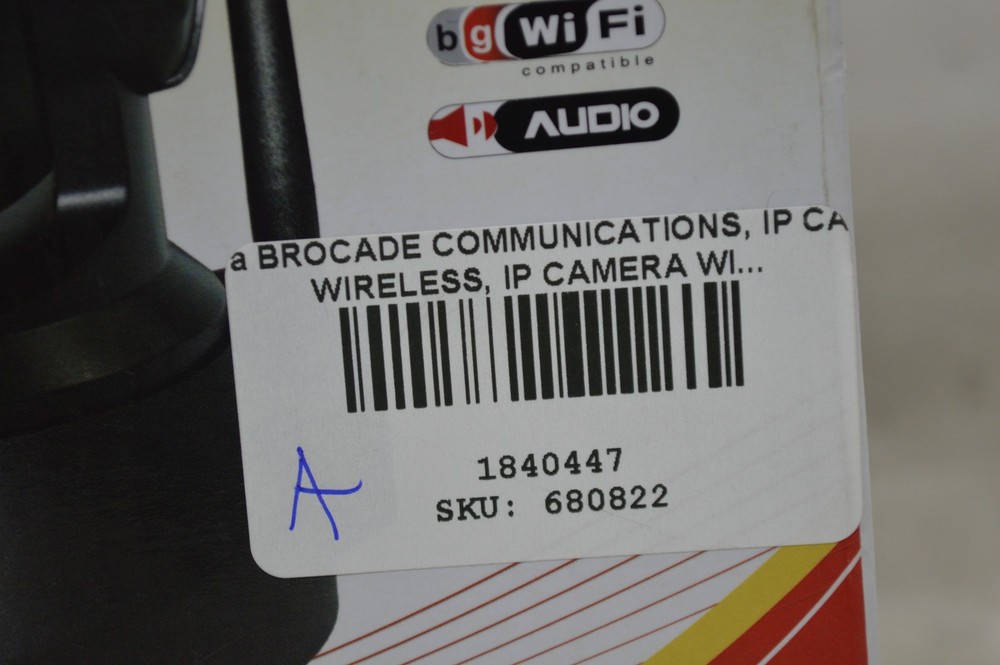 bg WiFi
compatible
AUDIO
a BROCADE COMMUNICATIONS, IP CA
WIRELESS, IP CAMERA WI...
A
1840447
SKU: 680822